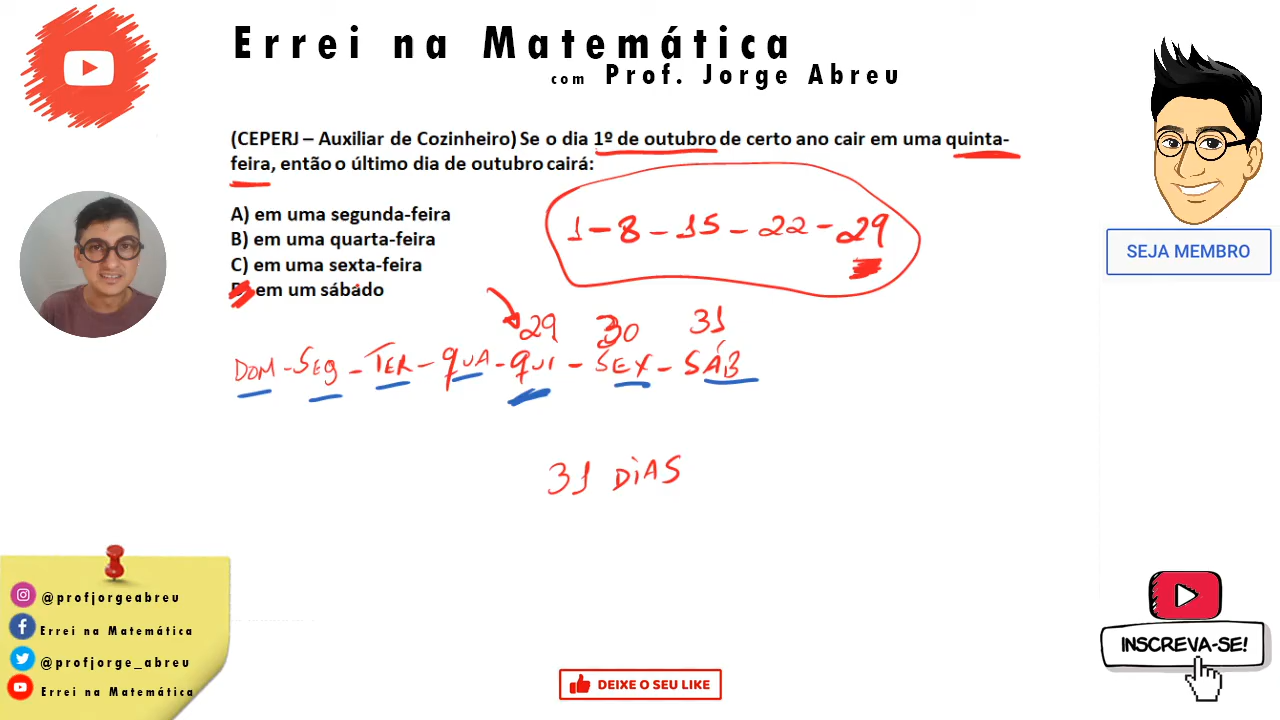 Errei na Matemática
com Prof. Jorge Abreu
(CEPERJ – Auxiliar de Cozinheiro) Se o dia 1º de outubro de certo ano cair em uma quinta-
feira, então o último dia de outubro cairá:
A) em uma segunda-feira
B) em uma quarta-feira
C) em uma sexta-feira
em um sábado
1 - 8 - 15 - 22 - 29
29 30 31
DOM - SEG - TER - QUA - QUI - SEX - SÁB
31 DIAS
SEJA MEMBRO
@profjorgeabreu
Errei na Matemática
@profjorge_abreu
Errei na Matemática
DEIXE O SEU LIKE
INSCREVA-SE!